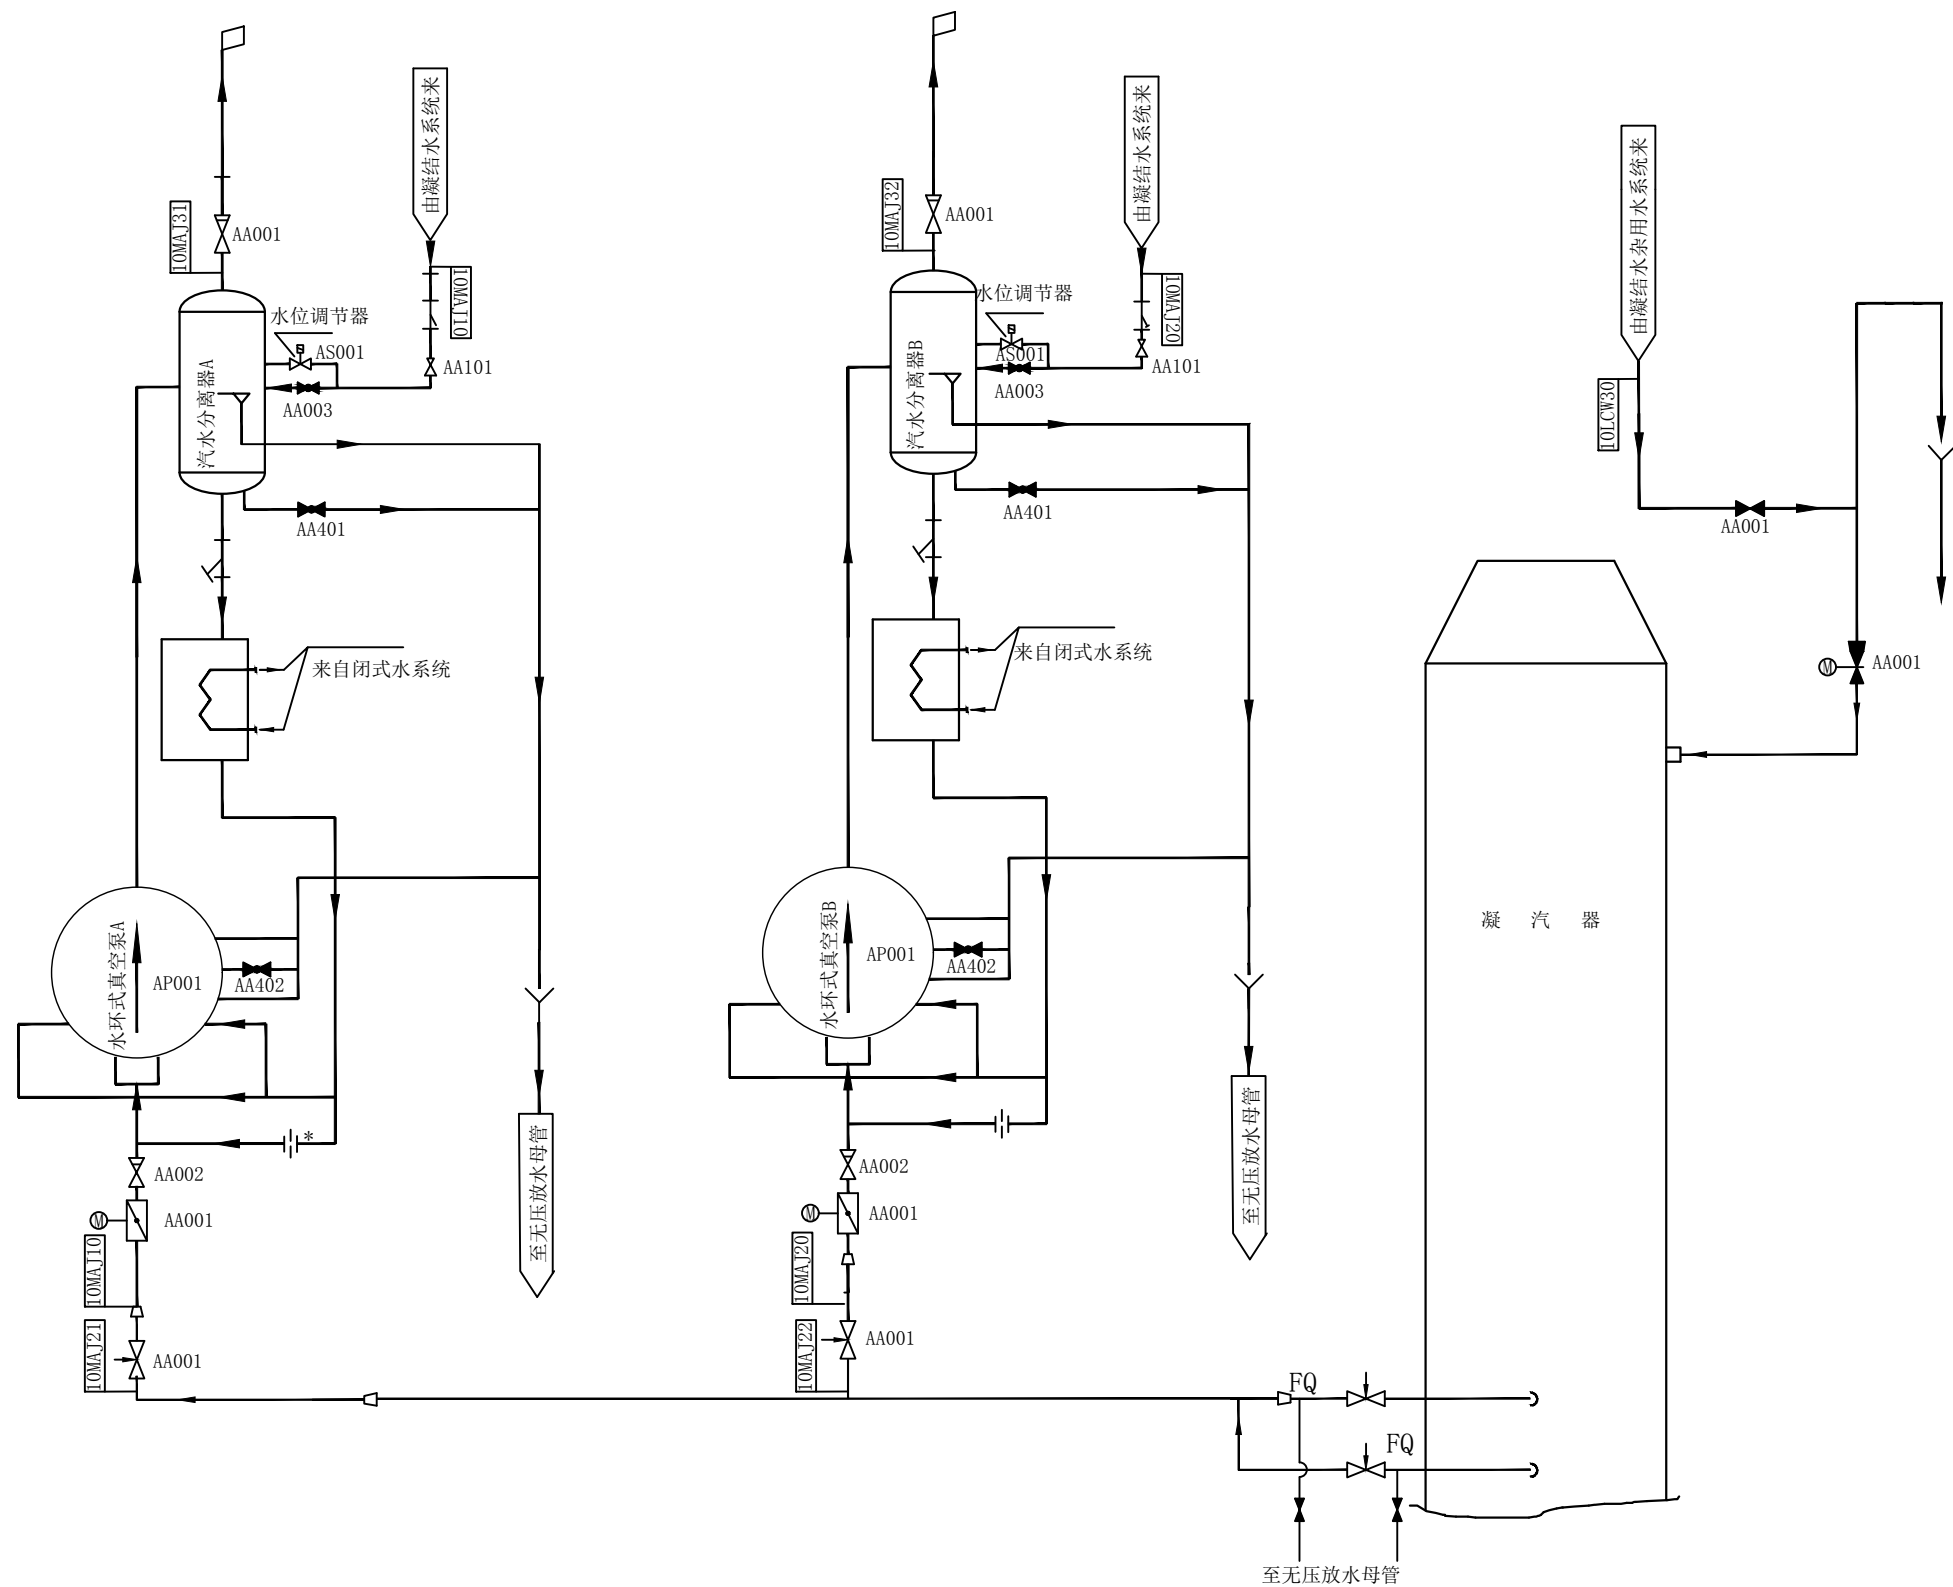 由凝结水系统来
10MAJ31
AA001
10MAJ10
水位调节器
AS001
AA101
AA003
汽水分离器A
AA401
来自闭式水系统
水环式真空泵A
AP001
AA402
*
AA002
M
AA001
10MAJ10
10MAJ21
AA001
至无压放水母管
由凝结水系统来
10MAJ32
AA001
10MAJ20
水位调节器
AS001
AA101
AA003
汽水分离器B
AA401
来自闭式水系统
水环式真空泵B
AP001
AA402
AA002
M
AA001
10MAJ20
10MAJ22
AA001
至无压放水母管
由凝结水杂用水系统来
10LCW30
AA001
M
AA001
凝 汽 器
FQ
FQ
至无压放水母管